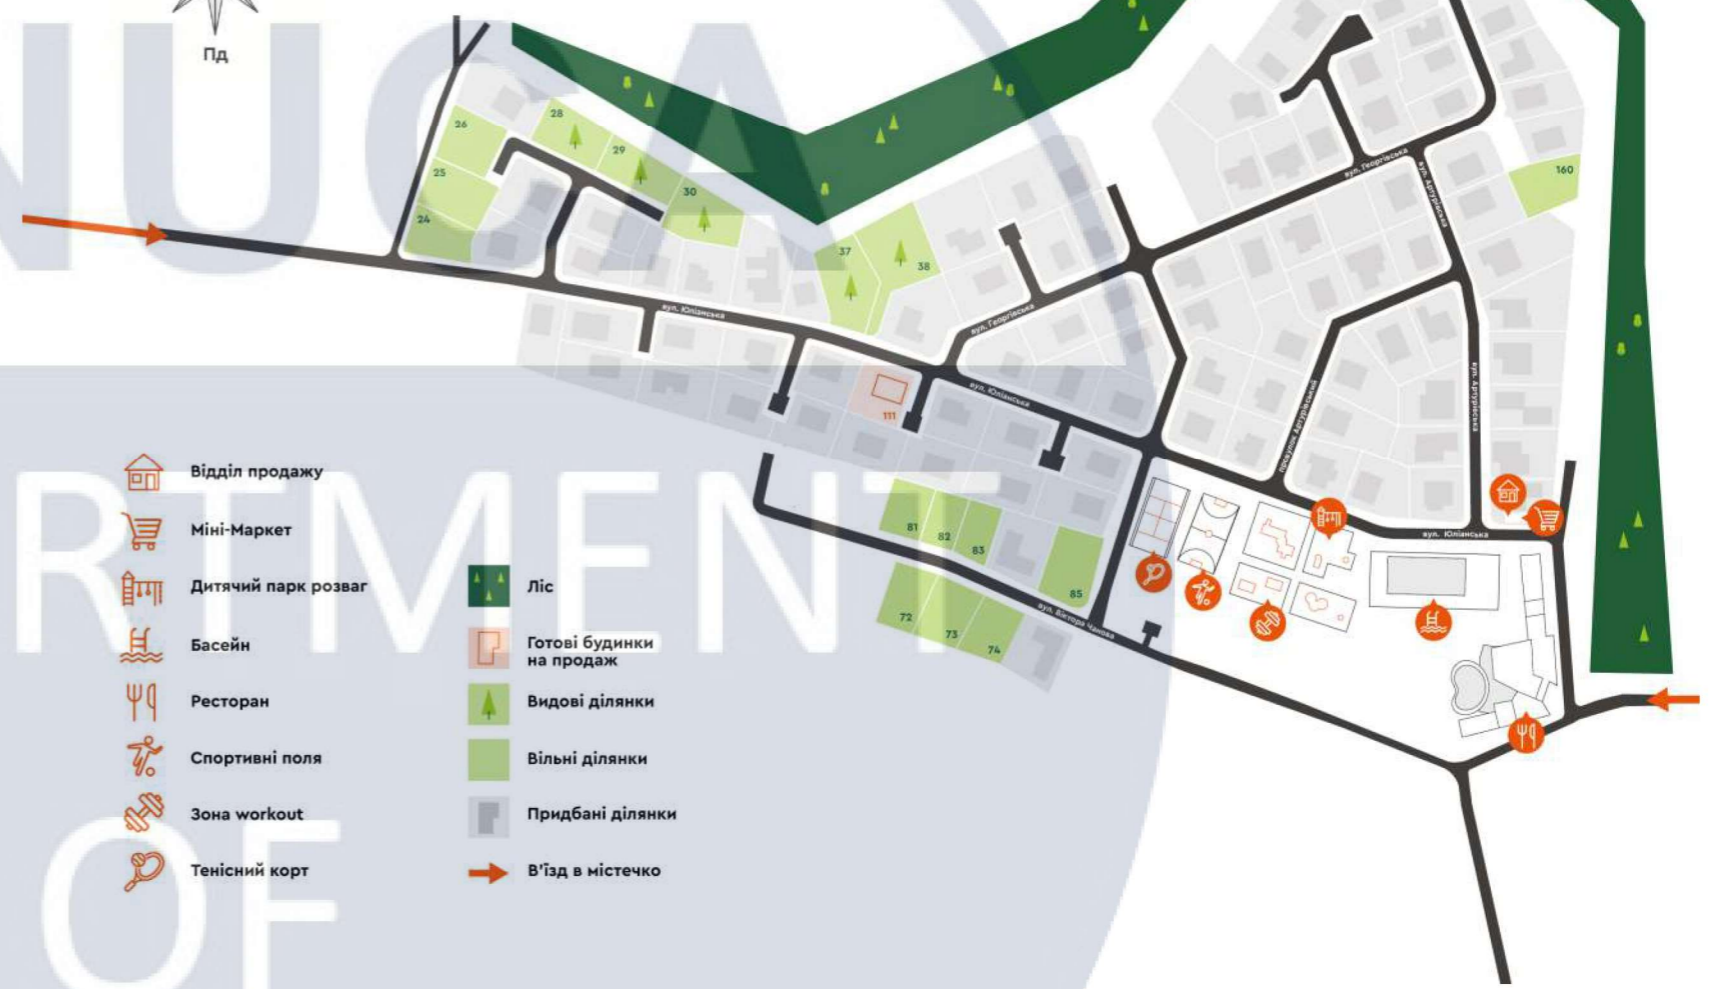 NUCA
RTMENT
OF
Пд
26
25
24
28
29
30
37
38
160
вул. Юліанська
вул. Георгіївська
вул. Георгіївська
вул. Артурівська
вул. Артурівська
провулок Артурівський
вул. Юліанська
вул. Юліанська
вул. Віктора Чанова
111
81
82
83
85
72
73
74
Відділ продажу
Міні-Маркет
Дитячий парк розваг
Басейн
Ресторан
Спортивні поля
Зона workout
Тенісний корт
Ліс
Готові будинки
на продаж
Видові ділянки
Вільні ділянки
Придбані ділянки
В'їзд в містечко